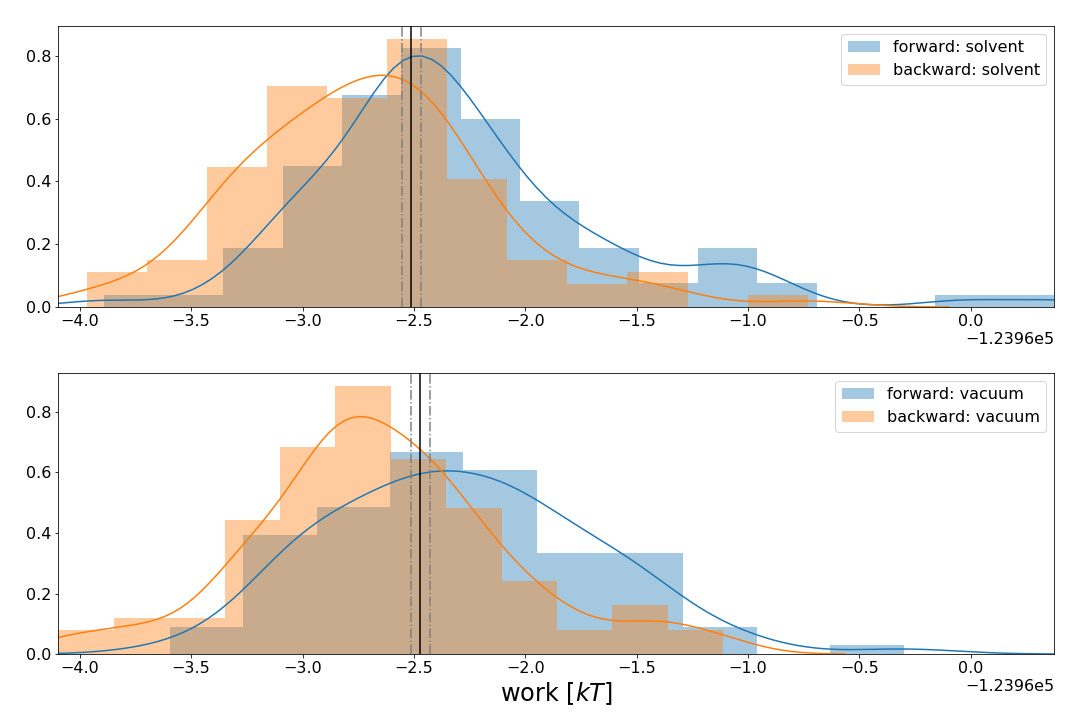 0.8
0.6
0.4
0.2
0.0
forward: solvent
backward: solvent
−4.0 −3.5 −3.0 −2.5 −2.0 −1.5 −1.0 −0.5 0.0
−1.2396e5
0.8
0.6
0.4
0.2
0.0
forward: vacuum
backward: vacuum
−4.0 −3.5 −3.0 −2.5 −2.0 −1.5 −1.0 −0.5 0.0
−1.2396e5
work [kT]